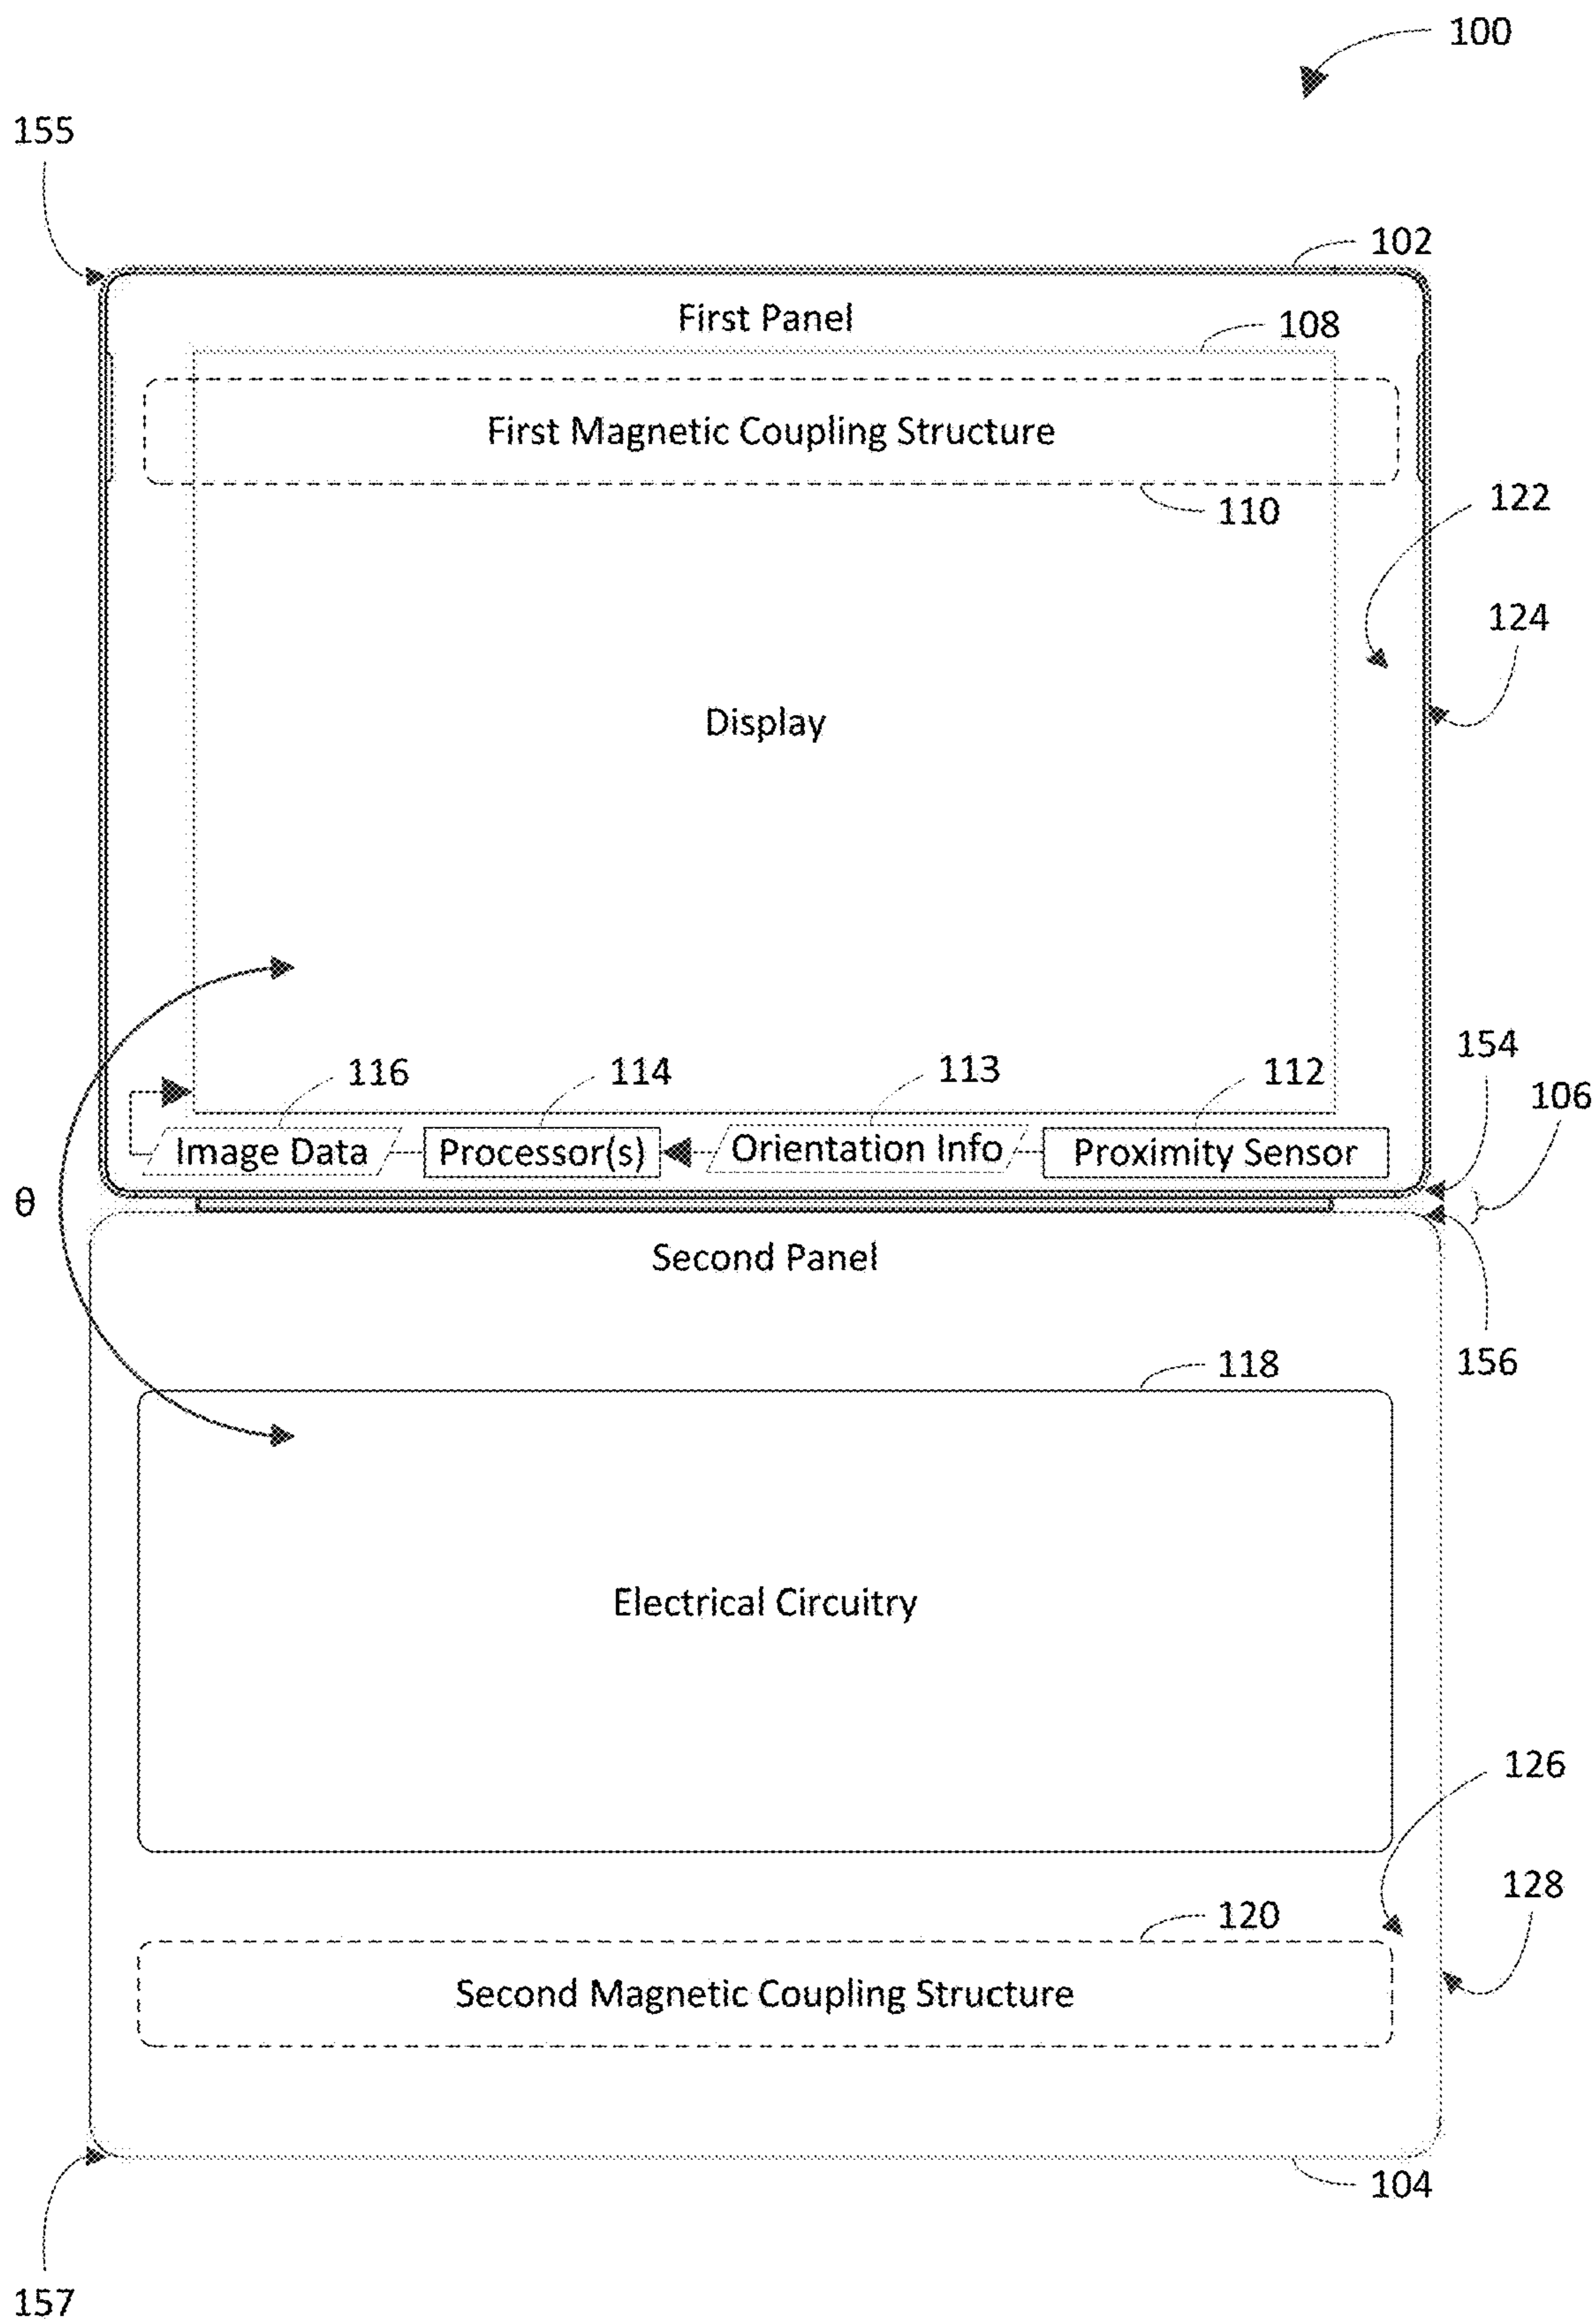 100
155
102
First Panel
108
First Magnetic Coupling Structure
110
122
124
Display
154
116
114
113
112
106
Image Data
Processor(s)
Orientation Info
Proximity Sensor
θ
Second Panel
156
118
Electrical Circuitry
126
128
120
Second Magnetic Coupling Structure
104
157